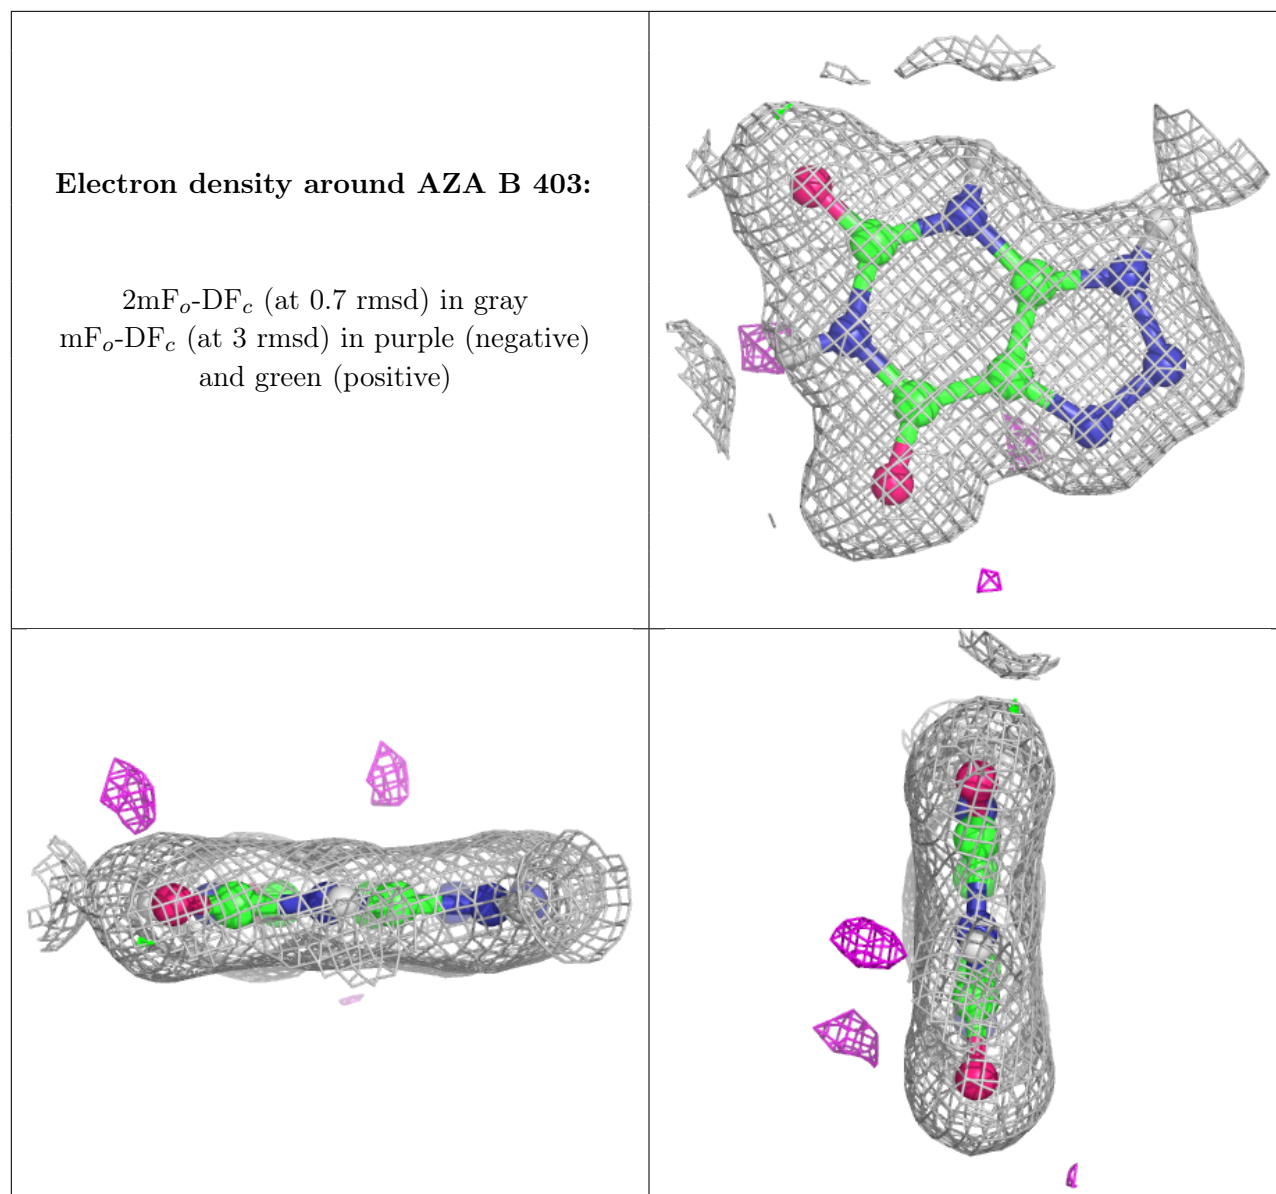 Electron density around AZA B 403:
2mFo-DFc (at 0.7 rmsd) in gray
mFo-DFc (at 3 rmsd) in purple (negative)
and green (positive)